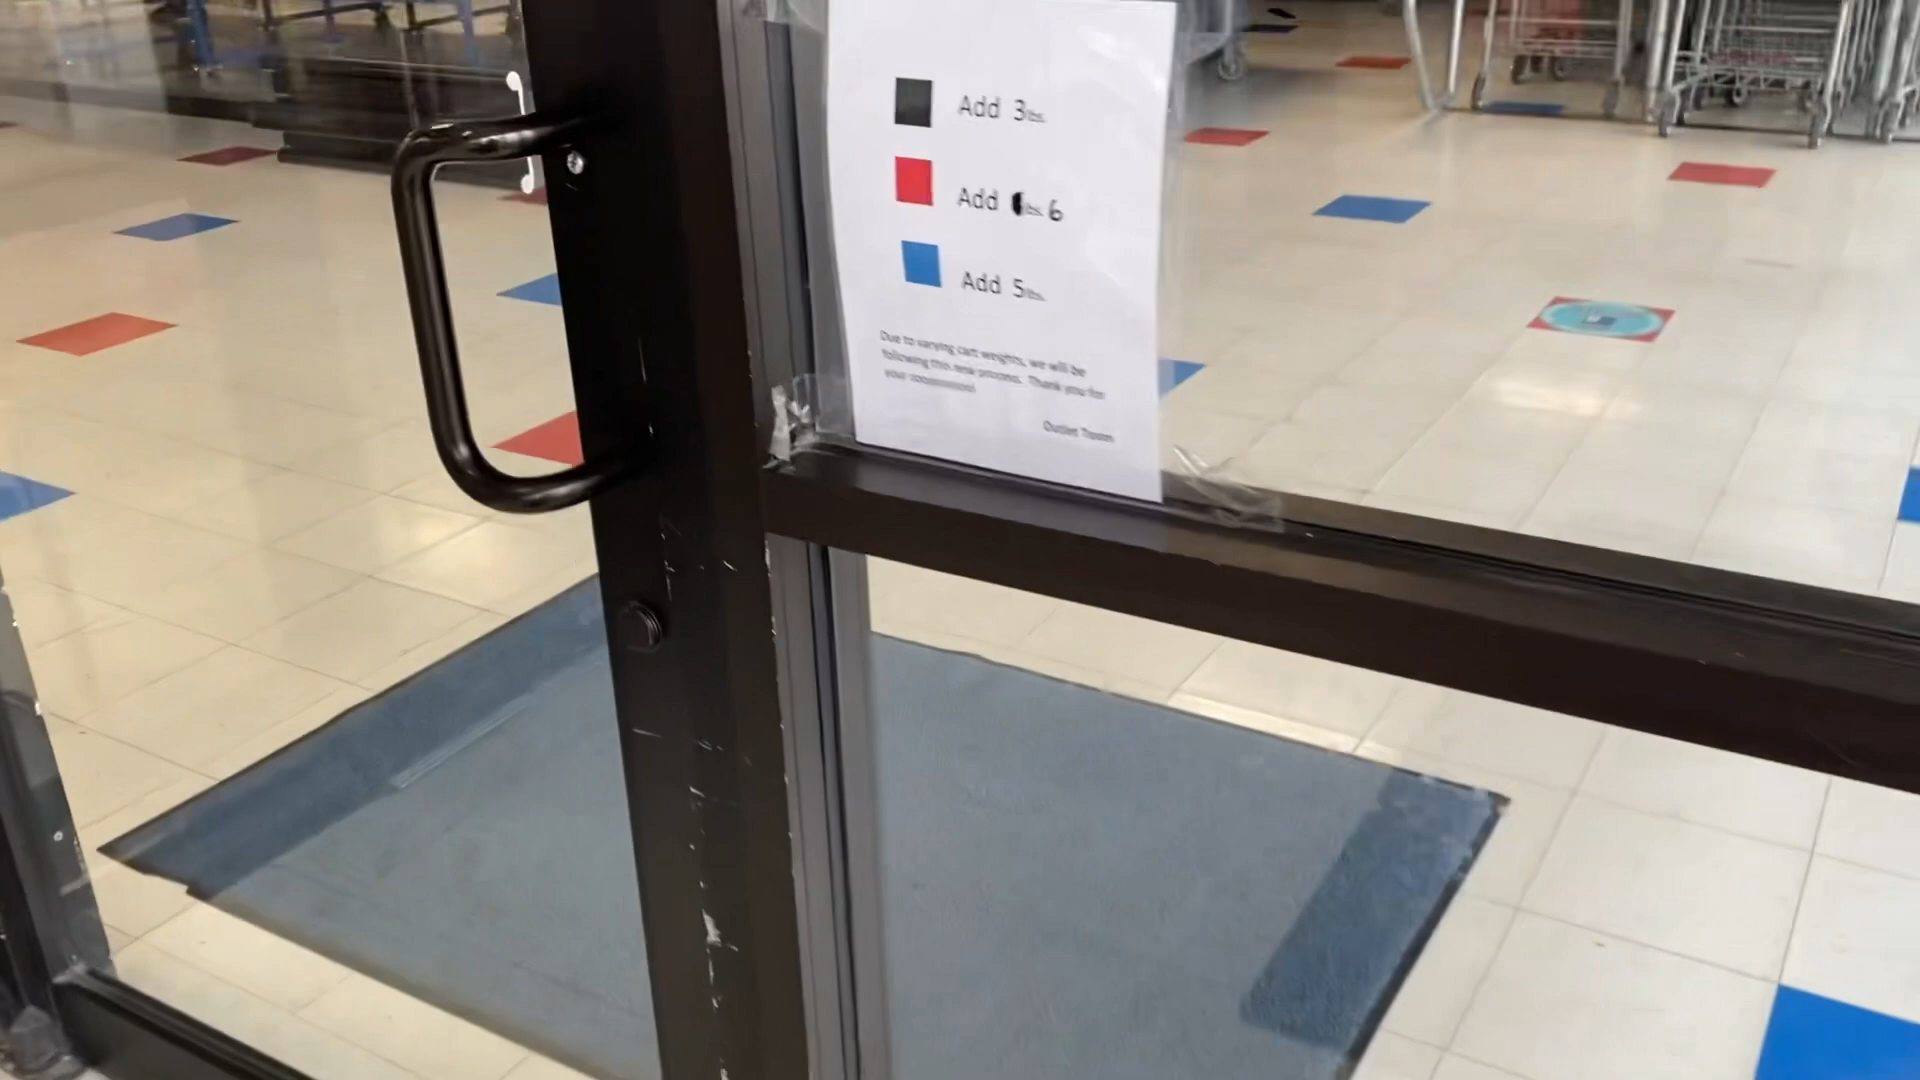 Add 3lbs.
Add lbs. 6
Add 5lbs.
Due to varying cart weights, we will be
following this new process. Thank you for
your
Outlet Team